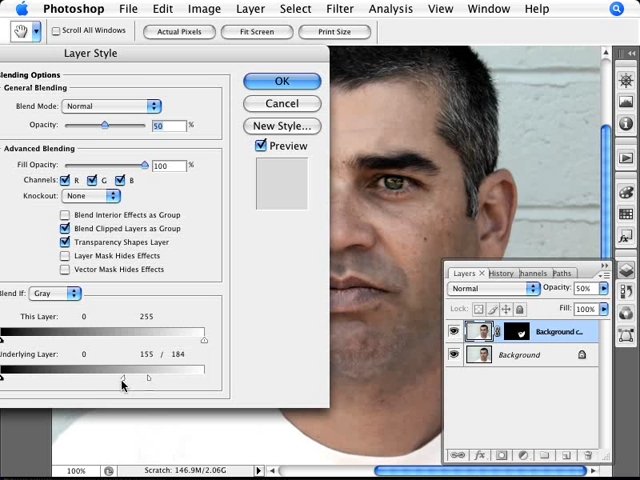 Photoshop File Edit Image Layer Select Filter Analysis View Window Help
Scroll All Windows Actual Pixels Fit Screen Print Size
Layer Style
Blending Options
General Blending
Blend Mode: Normal
Opacity: 50 %
Advanced Blending
Fill Opacity: 100 %
Channels: R G B
Knockout: None
Blend Interior Effects as Group
Blend Clipped Layers as Group
Transparency Shapes Layer
Layer Mask Hides Effects
Vector Mask Hides Effects
Blend If: Gray
This Layer: 0 255
Underlying Layer: 0 155 / 184
OK
Cancel
New Style...
Preview
Layers × History hannels Paths
Normal Opacity: 50%
Lock: Fill: 100%
Background c...
Background
fx
100% Scratch: 146.9M/2.06G